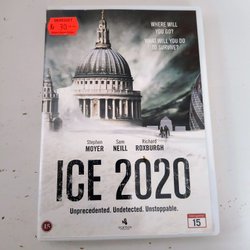 WHERE WILL
YOU GO?
WHAT WILL YOU DO
TO SURVIVE?
Stephen
MOYER
Sam
NEILL
Richard
ROXBURGH
ICE 2020
Unprecedented. Undetected. Unstoppable.
15
15